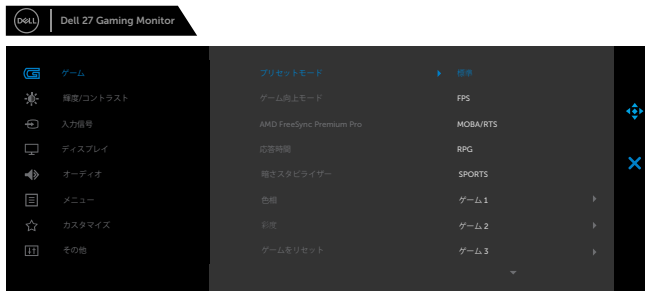 DELL
Dell 27 Gaming Monitor
ゲーム
プリセットモード
標準
輝度/コントラスト
ゲーム向上モード
FPS
入力信号
AMD FreeSync Premium Pro
MOBA/RTS
ディスプレイ
応答時間
RPG
オーディオ
暗さスタビライザー
SPORTS
メニュー
色相
ゲーム 1
カスタマイズ
彩度
ゲーム 2
その他
ゲームをリセット
ゲーム 3